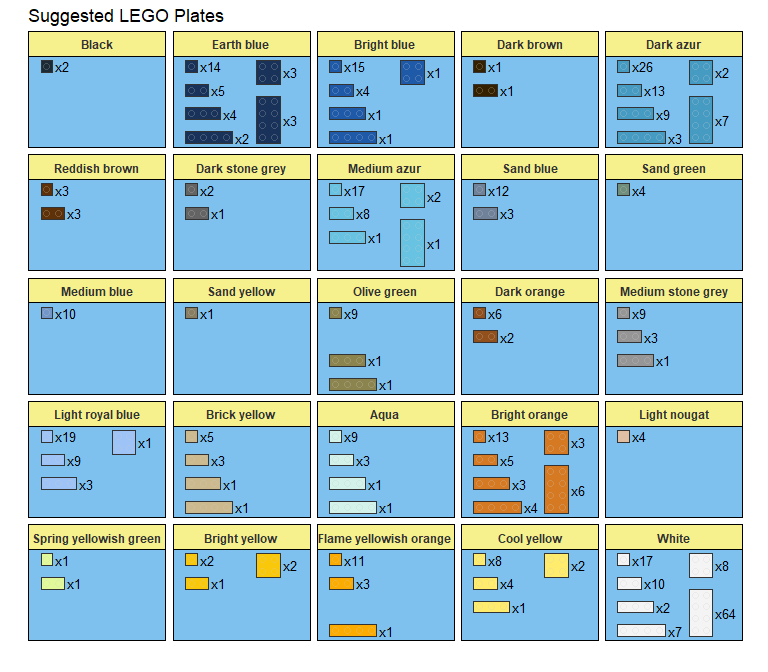 Suggested LEGO Plates
Black
x2
Earth blue
x14
x3
x5
x4
x3
x2
Bright blue
x15
x1
x4
x1
x1
Dark brown
x1
x1
Dark azur
x26
x2
x13
x9
x7
x3
Reddish brown
x3
x3
Dark stone grey
x2
x1
Medium azur
x17
x2
x8
x1
x1
Sand blue
x12
x3
Sand green
x4
Medium blue
x10
Sand yellow
x1
Olive green
x9
x1
x1
Dark orange
x6
x2
Medium stone grey
x9
x3
x1
Light royal blue
x19
x1
x9
x3
Brick yellow
x5
x3
x1
x1
Aqua
x9
x3
x1
x1
Bright orange
x13
x3
x5
x3
x6
x4
Light nougat
x4
Spring yellowish green
x1
x1
Bright yellow
x2
x2
x1
Flame yellowish orange
x11
x3
x1
Cool yellow
x8
x2
x4
x1
White
x17
x8
x10
x2
x64
x7